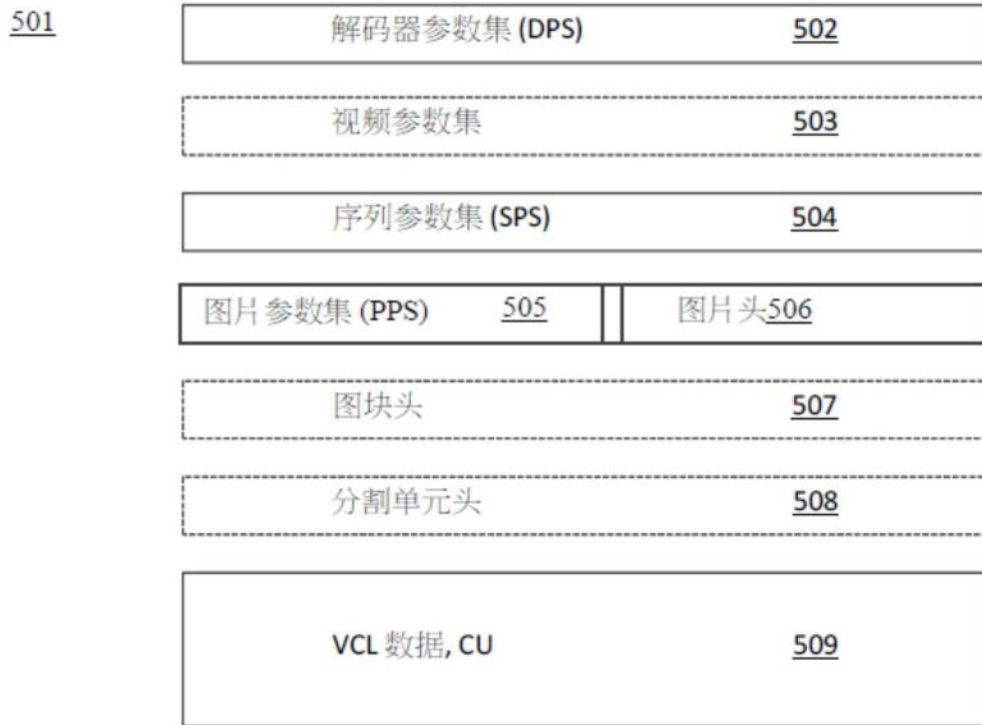 501
解码器参数集 (DPS) 502
视频参数集 503
序列参数集 (SPS) 504
图片参数集 (PPS) 505 图片头506
图块头 507
分割单元头 508
VCL 数据, CU 509